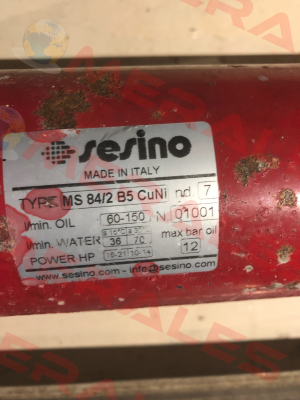 sesino
MADE IN ITALY
TYPE MS 84/2 B5 CuNi nd 7
l/min. OIL 60-150 N 01001
l/min. WATER 36 70 max bar oil
POWER HP 12
www.sesino.com - info@sesino.com